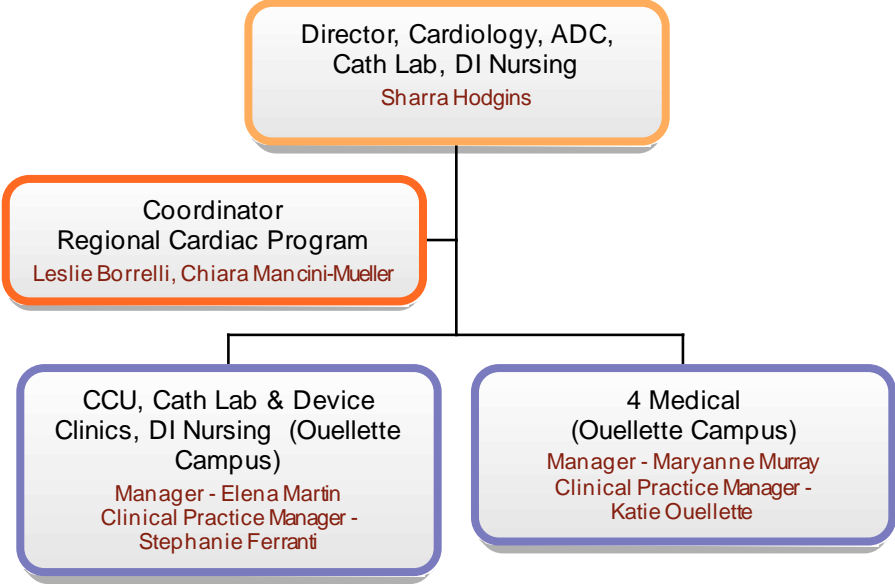 Director, Cardiology, ADC,
Cath Lab, DI Nursing
Sharra Hodgins
Coordinator
Regional Cardiac Program
Leslie Borrelli, Chiara Mancini-Mueller
CCU, Cath Lab & Device
Clinics, DI Nursing (Ouellette
Campus)
Manager - Elena Martin
Clinical Practice Manager -
Stephanie Ferranti
4 Medical
(Ouellette Campus)
Manager - Maryanne Murray
Clinical Practice Manager -
Katie Ouellette